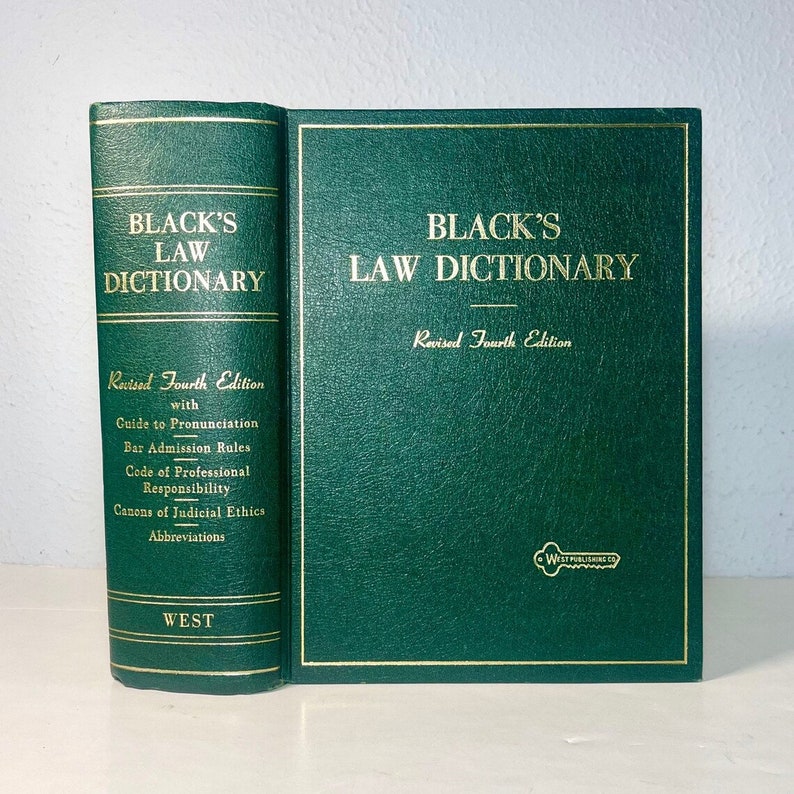 BLACK'S
LAW
DICTIONARY
Revised Fourth Edition
with
Guide to Pronunciation
Bar Admission Rules
Code of Professional
Responsibility
Canons of Judicial Ethics
Abbreviations
WEST
BLACK'S
LAW DICTIONARY
Revised Fourth Edition
WEST PUBLISHING CO.